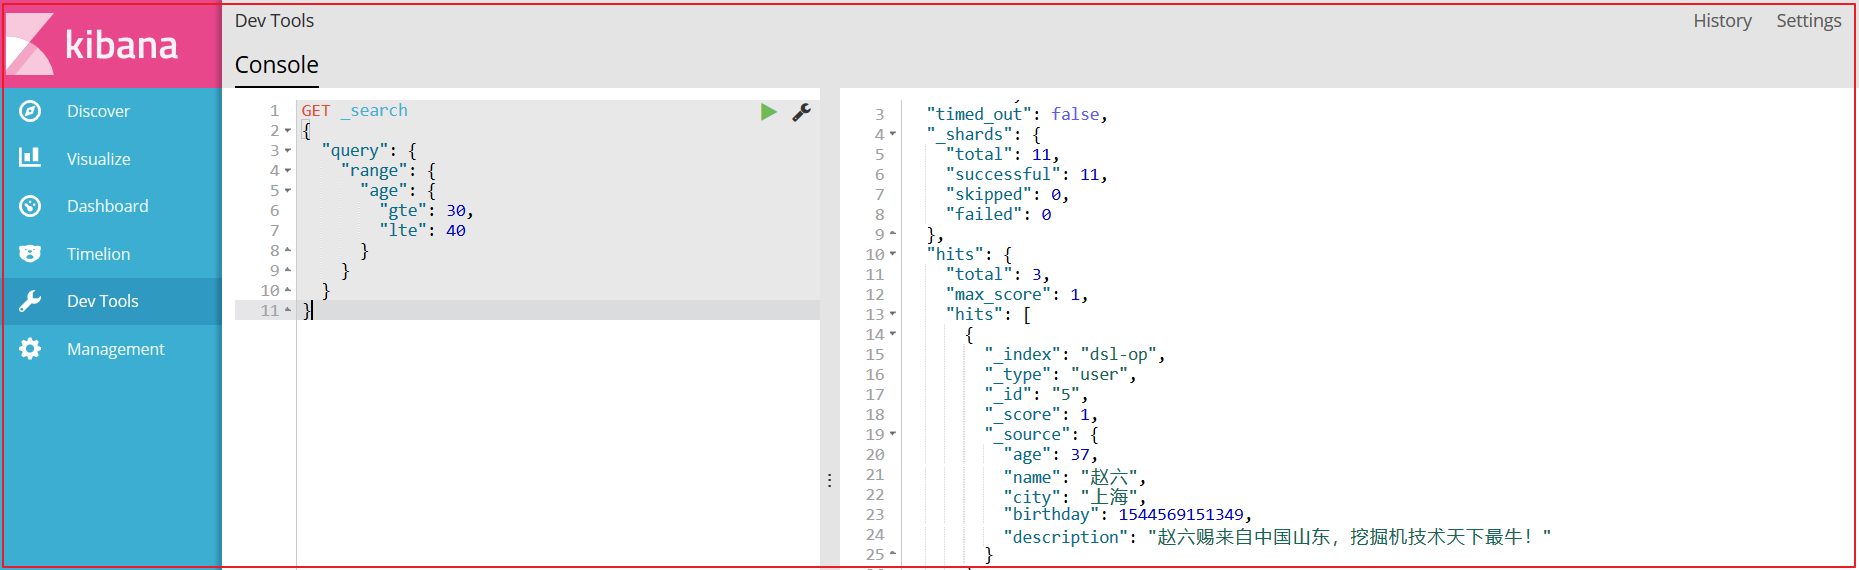 kibana
Discover
Visualize
Dashboard
Timelion
Dev Tools
Management
Dev Tools
History Settings
Console
1 GET _search
2 {
3 "query": {
4 "range": {
5 "age": {
6 "gte": 30,
7 "lte": 40
8 }
9 }
10 }
11 }
3 "timed_out": false,
4 "_shards": {
5 "total": 11,
6 "successful": 11,
7 "skipped": 0,
8 "failed": 0
9 },
10 "hits": {
11 "total": 3,
12 "max_score": 1,
13 "hits": [
14 {
15 "_index": "dsl-op",
16 "_type": "user",
17 "_id": "5",
18 "_score": 1,
19 "_source": {
20 "age": 37,
21 "name": "赵六",
22 "city": "上海",
23 "birthday": 1544569151349,
24 "description": "赵六赐来自中国山东，挖掘机技术天下最牛！"
25 }